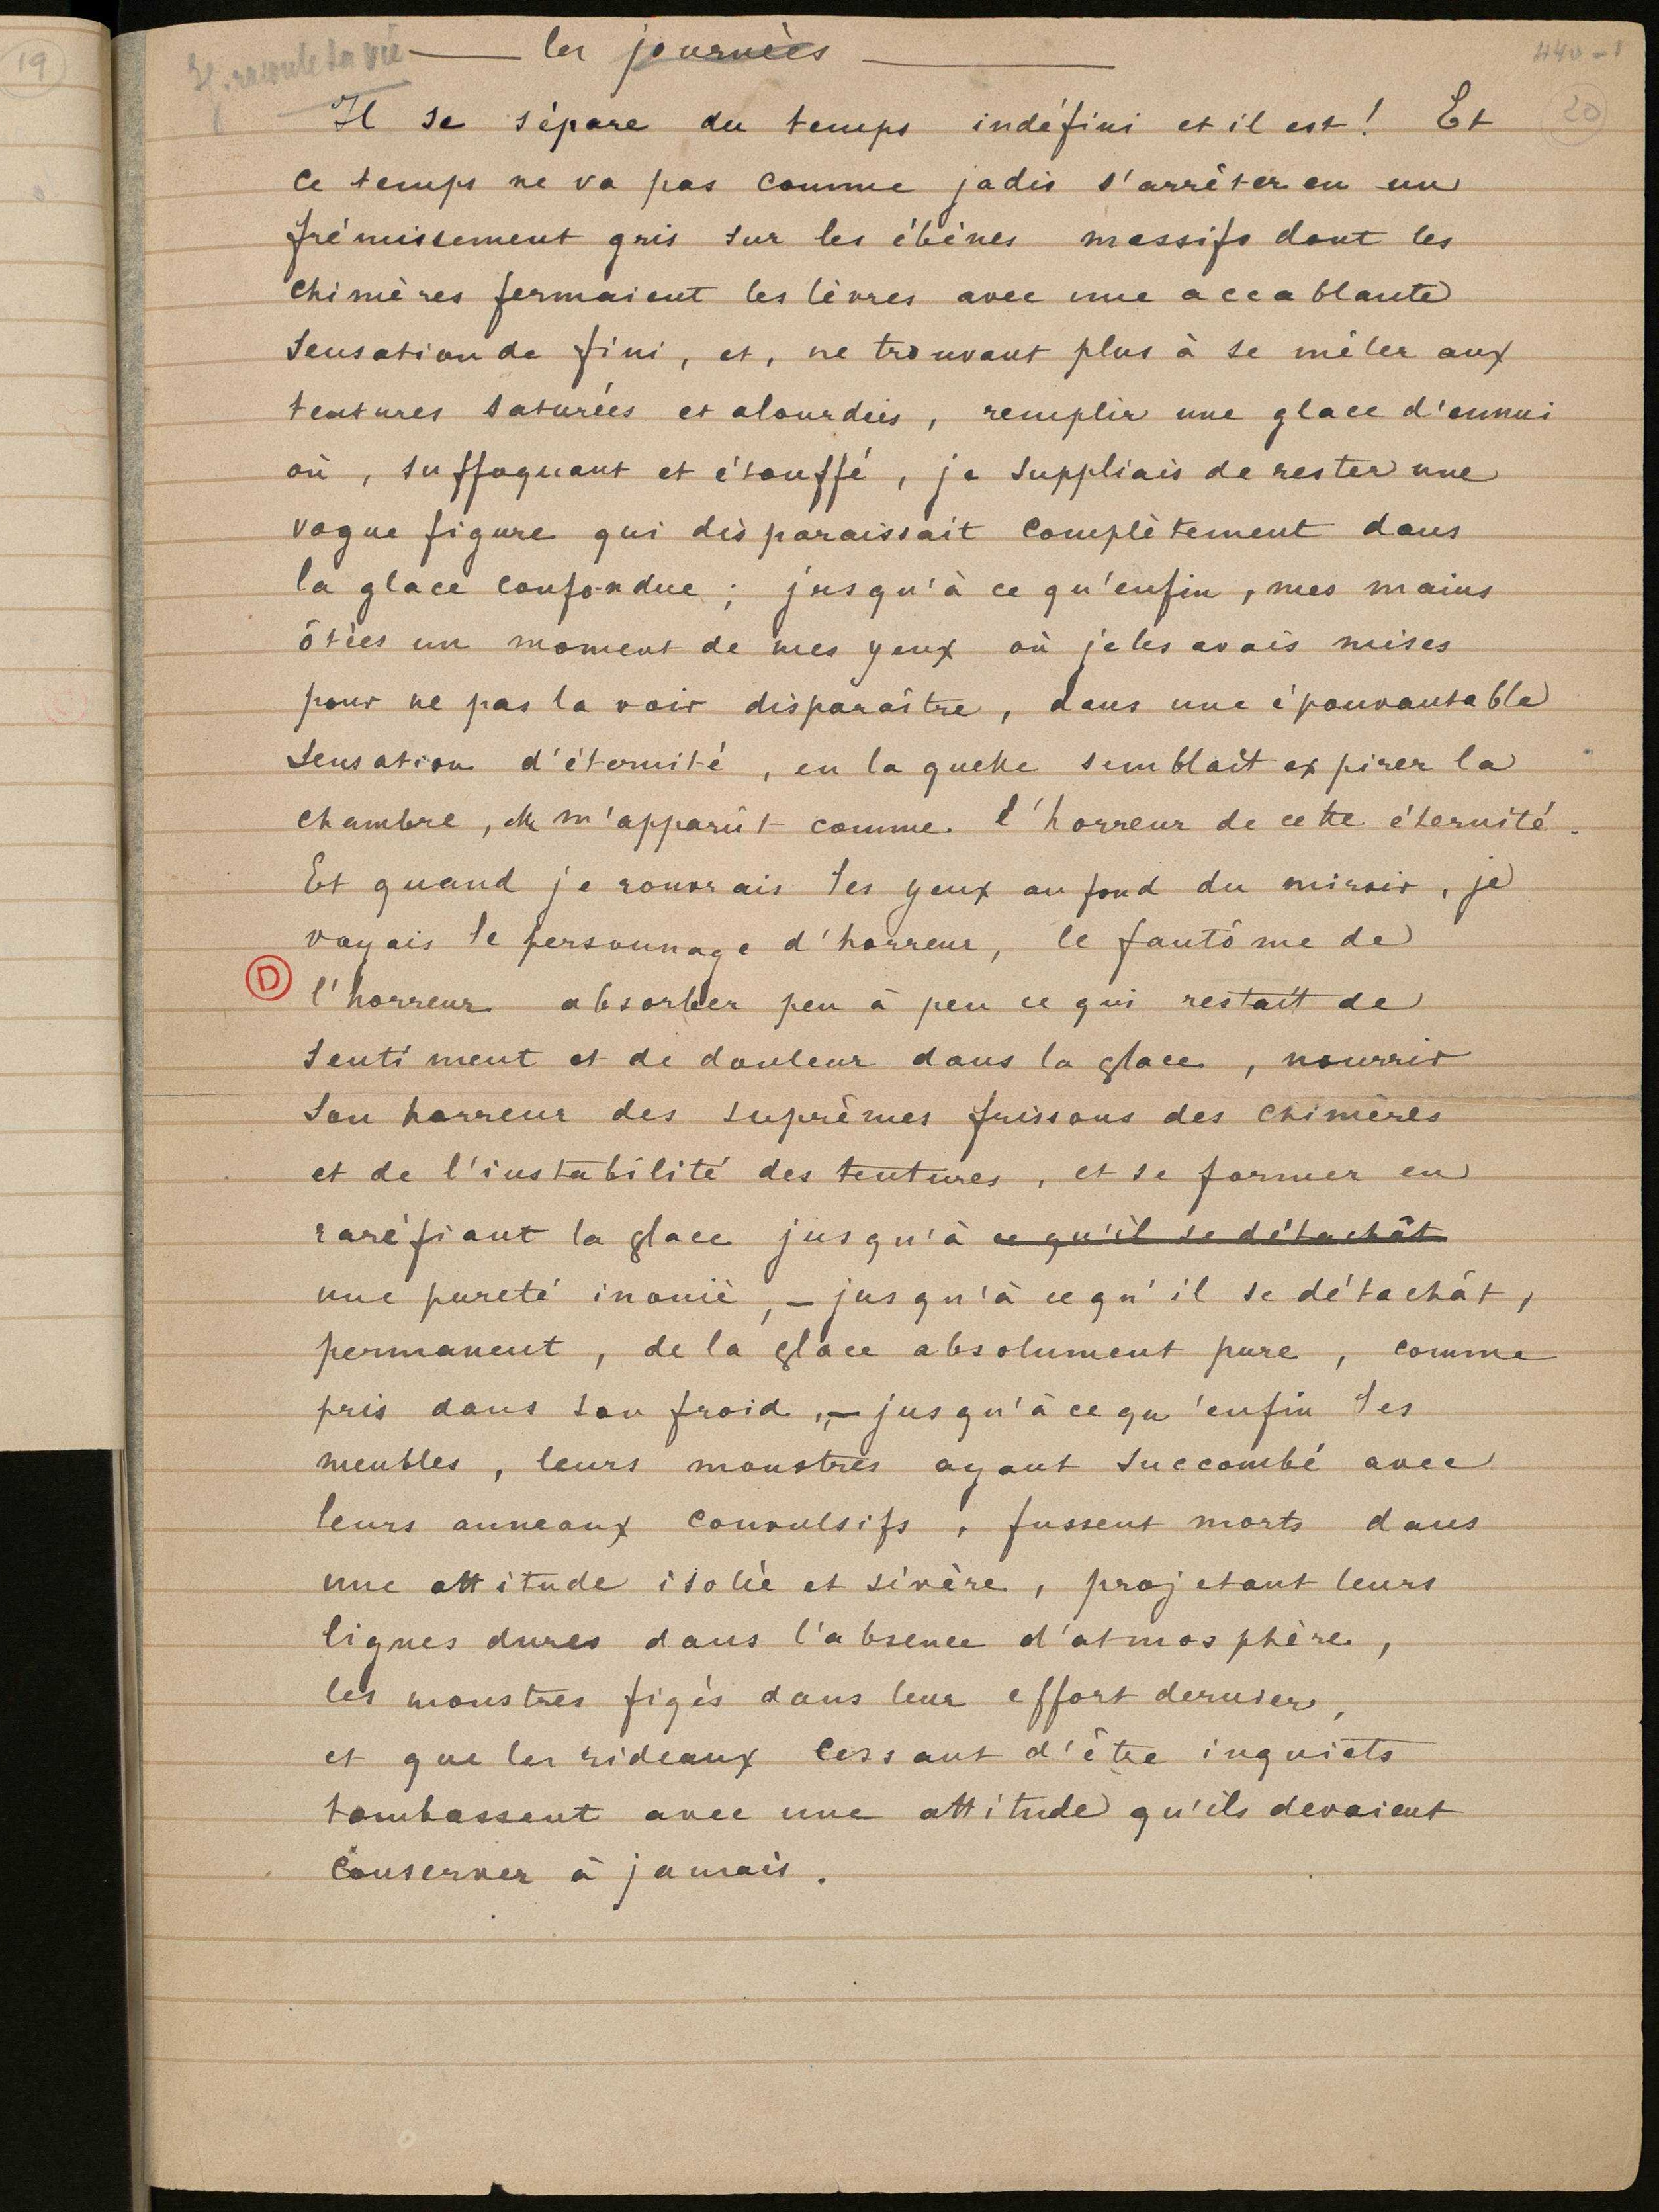 19
Il raconte sa vie
les journées
440-1
20
Il se sépare du temps indéfini et il est! Et
ce temps ne va pas comme jadis s'arrêter en un
frémissement gris sur les ébènes massifs dont les
chimères fermaient les lèvres avec une accablante
sensation de fini, et, ne trouvant plus à se mêler aux
tentures saturées et alourdies, remplir une glace d'ennui
où, suffoquant et étouffé, je suppliais de rester une
vague figure qui disparaissait complètement dans
la glace confondue; jusqu'à ce qu'enfin, mes mains
ôtées un moment de mes yeux où je les avais mises
pour ne pas la voir disparaître, dans une épouvantable
sensation d'éternité, en laquelle semblait expirer la
chambre, elle m'apparût comme l'horreur de cette éternité.
Et quand je rouvrais les yeux au fond du miroir, je
voyais le personnage d'horreur, le fantôme de
D
l'horreur absorber peu à peu ce qui restait de
sentiment et de douleur dans la glace, nourrir
son horreur des suprêmes frissons des chimères
et de l'instabilité des tentures, et se former en
raréfiant la glace jusqu'à ce qu'il se détachât
une pureté inouïe, – jusqu'à ce qu'il se détachât,
permanent, de la glace absolument pure, comme
pris dans son froid, – jusqu'à ce qu'enfin les
meubles, leurs monstres ayant succombé avec
leurs anneaux convulsifs, fussent morts dans
une attitude isolée et sévère, projetant leurs
lignes dures dans l'absence d'atmosphère,
les monstres figés dans leur effort dernier,
et que les rideaux cessant d'être inquiets
tombassent avec une attitude qu'ils devaient
conserver à jamais.